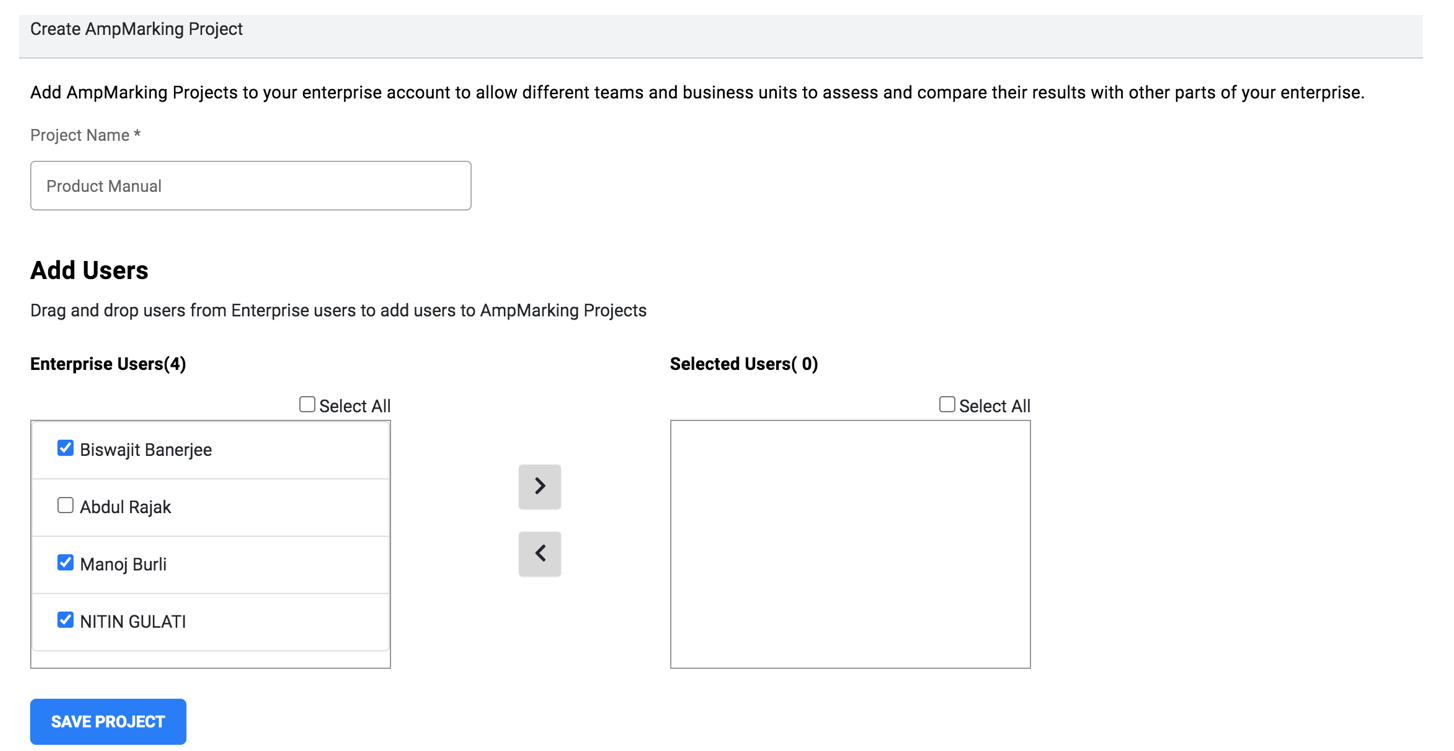 Create AmpMarking Project
Add AmpMarking Projects to your enterprise account to allow different teams and business units to assess and compare their results with other parts of your enterprise.
Project Name *
Product Manual
Add Users
Drag and drop users from Enterprise users to add users to AmpMarking Projects
Enterprise Users(4)
Selected Users( 0)
Select All
Select All
Biswajit Banerjee
Abdul Rajak
Manoj Burli
NITIN GULATI
SAVE PROJECT